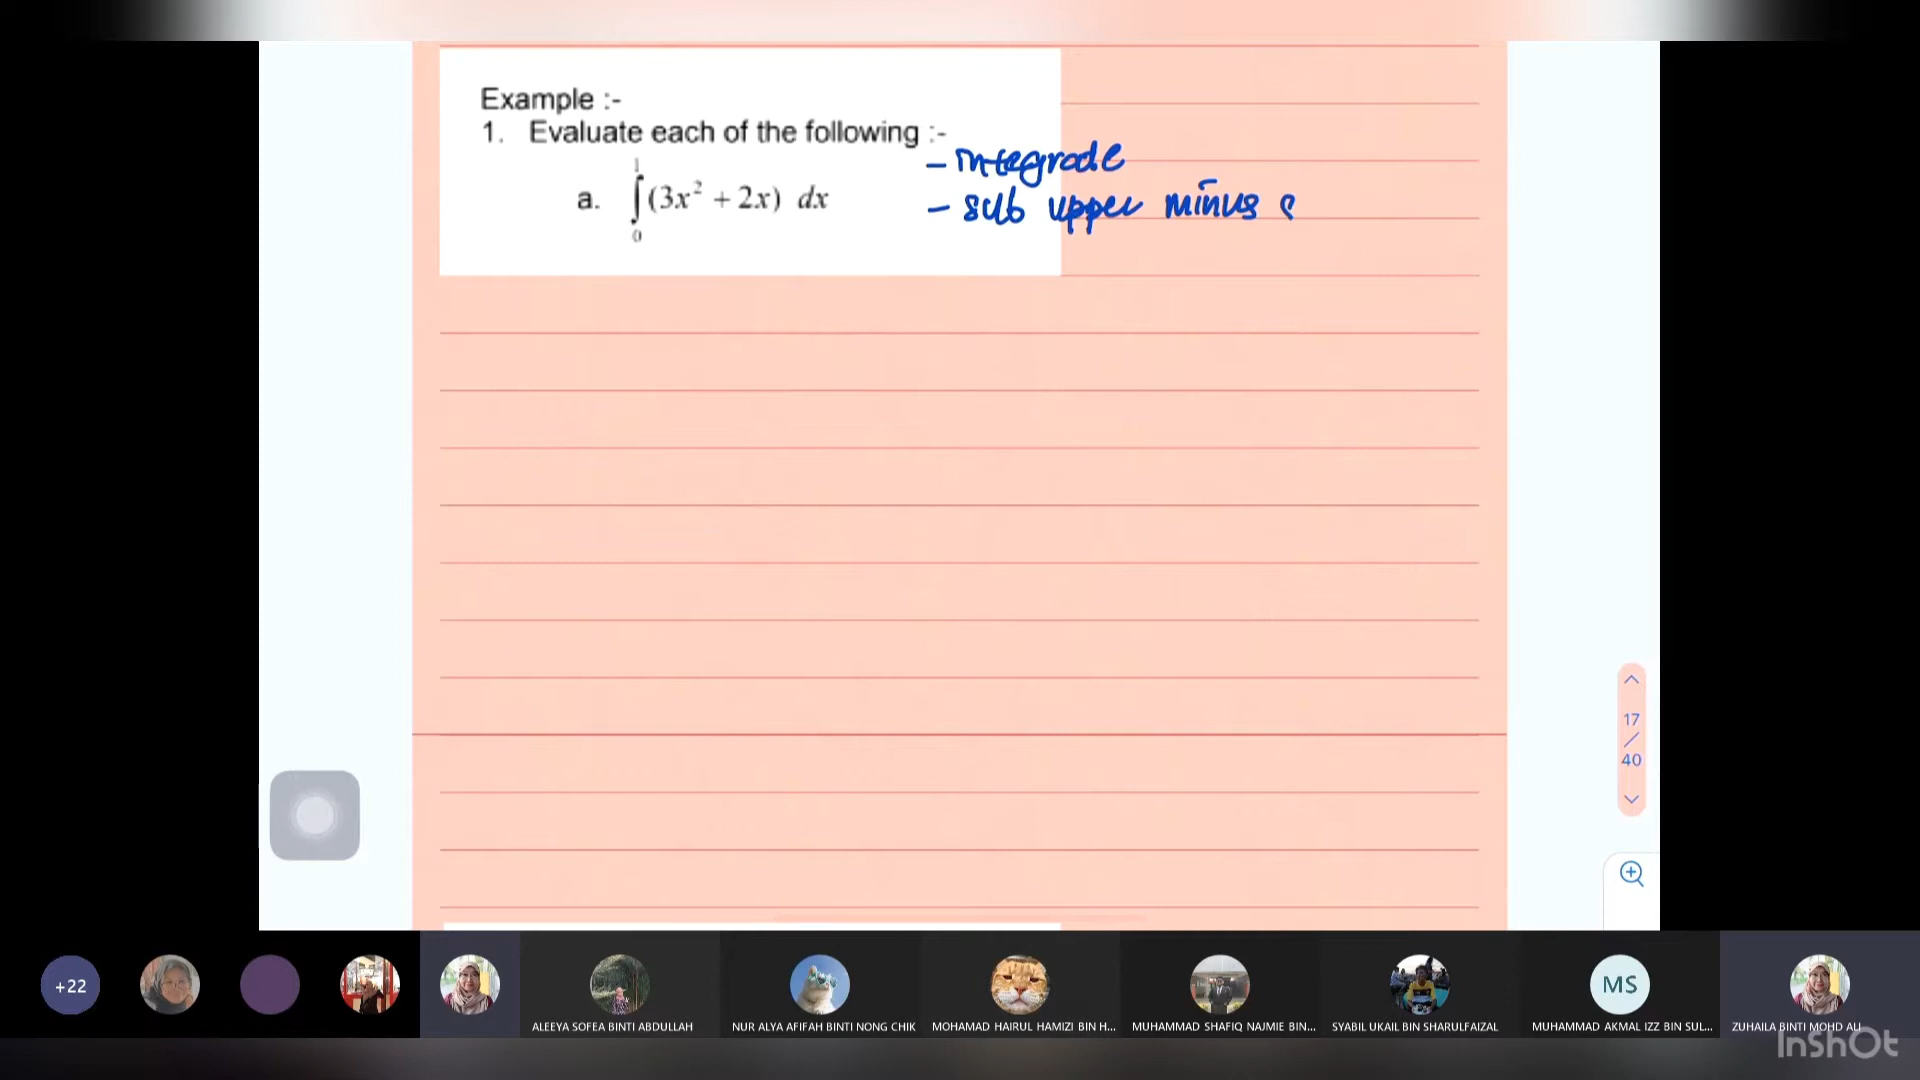 Example :-
1. Evaluate each of the following :-
- integrade
a. ∫₀¹ (3x² + 2x) dx
- sub upper minus
17
/
40
+22
MS
ALEEYA SOFEA BINTI ABDULLAH
NUR ALYA AFIFAH BINTI NONG CHIK
MOHAMAD HAIRUL HAMIZI BIN H...
MUHAMMAD SHAFIQ NAJMIE BIN...
SYABIL UKAIL BIN SHARULFAIZAL
MUHAMMAD AKMAL IZZ BIN SUL...
ZUHAILA BINTI MOHD ALI
InShOt